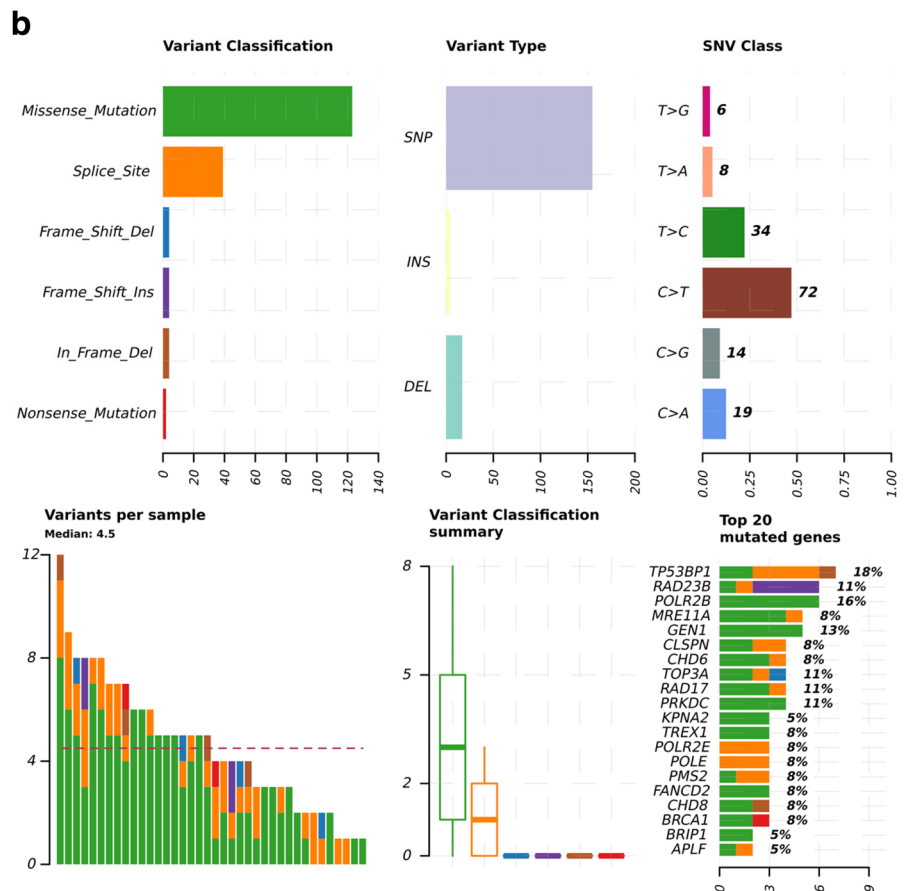 b
Variant Classification
Missense_Mutation
Splice_Site
Frame_Shift_Del
Frame_Shift_Ins
In_Frame_Del
Nonsense_Mutation
0 20 40 60 80 100 120 140
Variant Type
SNP
INS
DEL
0 50 100 150 200
SNV Class
T>G 6
T>A 8
T>C 34
C>T 72
C>G 14
C>A 19
0.00 0.25 0.50 0.75 1.00
Variants per sample
Median: 4.5
12
8
4
0
Variant Classification
summary
8
5
2
0
Top 20
mutated genes
TP53BP1 18%
RAD23B 11%
POLR2B 16%
MRE11A 8%
GEN1 13%
CLSPN 8%
CHD6 8%
TOP3A 11%
RAD17 11%
PRKDC 11%
KPNA2 5%
TREX1 8%
POLR2E 8%
POLE 8%
PMS2 8%
FANCD2 8%
CHD8 8%
BRCA1 8%
BRIP1 5%
APLF 5%
0 3 6 9